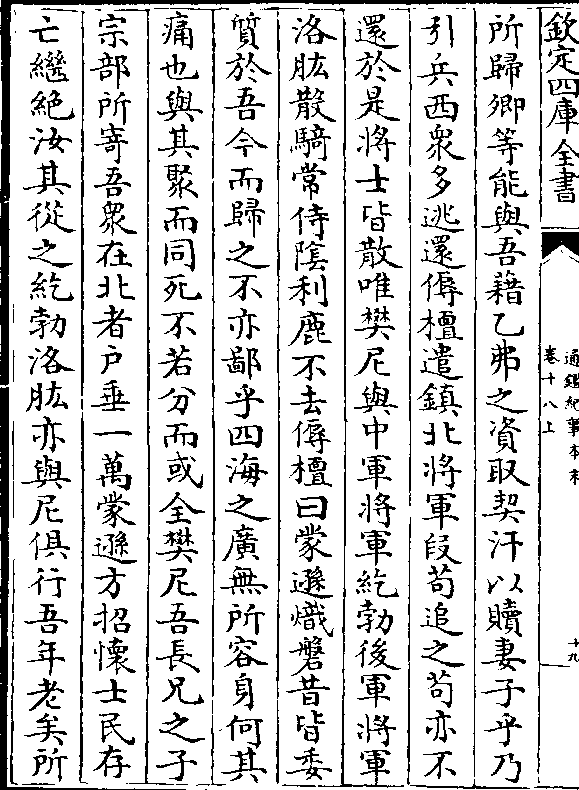 欽定四庫全書
通鑑紀事本末
卷十八上
十九
所歸卿等能與吾藉乙弗之資取契汗以贖妻子乎乃
引兵西衆多逃還傉檀遣鎮北將軍段苟追之苟亦不
還於是將士皆散唯樊尼與中軍將軍紇勃後軍將軍
洛肱散騎常侍隂利鹿不去傉檀曰蒙遜熾磐昔皆委
質於吾今而歸之不亦鄙乎四海之廣無所容身何其
痛也與其聚而同死不若分而或全樊尼吾長兄之子
宗部所寄吾衆在北者户垂一萬蒙遜方招懷士民存
亡繼絶汝其從之紇勃洛肱亦與尼俱行吾年老矣所